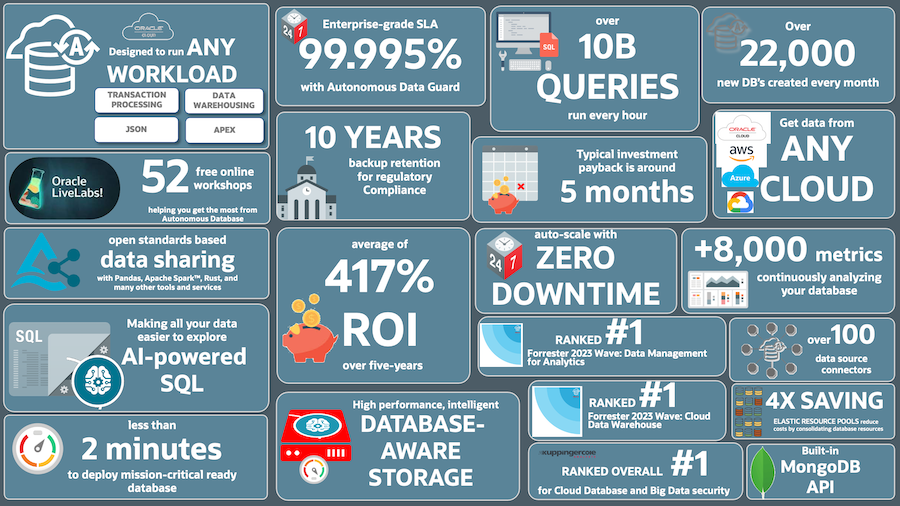 ORACLE
CLOUD
Designed to run ANY
WORKLOAD
TRANSACTION
PROCESSING
DATA
WAREHOUSING
JSON
APEX
Oracle
LiveLabs!
52 free online
workshops
helping you get the most from
Autonomous Database
open standards based
data sharing
with Pandas, Apache Spark™, Rust, and
many other tools and services
SQL
Making all your data
easier to explore
AI-powered
SQL
less than
2 minutes
to deploy mission-critical ready
database
24 7
Enterprise-grade SLA
99.995%
with Autonomous Data Guard
10 YEARS
backup retention
for regulatory
Compliance
average of
417%
ROI
over five-years
High performance, intelligent
DATABASE-
AWARE
STORAGE
SQL
over
10B
QUERIES
run every hour
Typical investment
payback is around
5 months
24 7
auto-scale with
ZERO
DOWNTIME
RANKED #1
Forrester 2023 Wave: Data Management
for Analytics
RANKED #1
Forrester 2023 Wave: Cloud
Data Warehouse
kuppingercole
RANKED OVERALL #1
for Cloud Database and Big Data security
Over
22,000
new DB's created every month
ORACLE
CLOUD
aws
Azure
Get data from
ANY
CLOUD
+8,000 metrics
continuously analyzing
your database
over 100
data source
connectors
4X SAVING
ELASTIC RESOURCE POOLS reduce
costs by consolidating database resources
Built-in
MongoDB
API